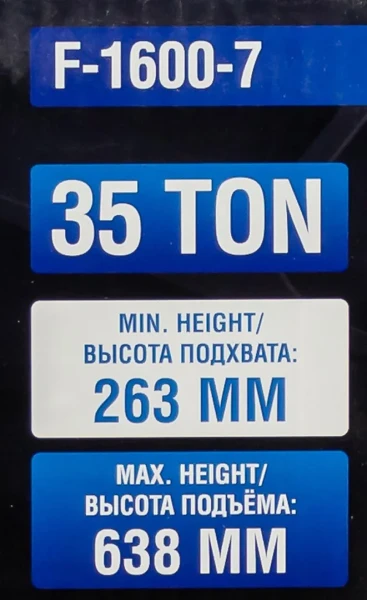 F-1600-7
35 TON
MIN. HEIGHT/
ВЫСОТА ПОДХВАТА:
263 MM
MAX. HEIGHT/
ВЫСОТА ПОДЪЁМА:
638 MM